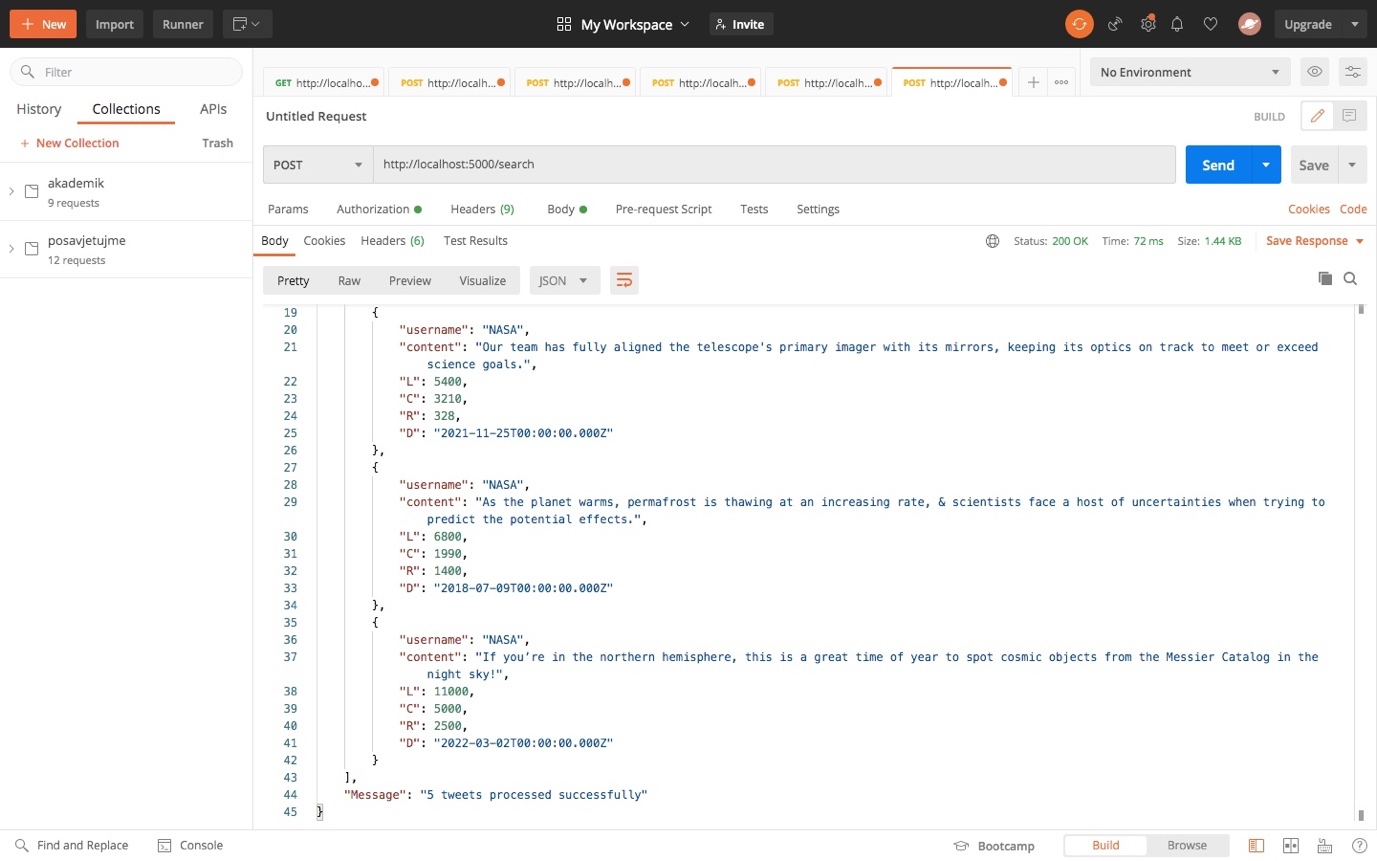 + New Import Runner My Workspace Invite Upgrade
Filter
GET http://localho... POST http://localh... POST http://localh... POST http://localh... POST http://localh... POST http://localh... No Environment
History Collections APIs
+ New Collection Trash
akademik
9 requests
posavjetujme
12 requests
Untitled Request BUILD
POST http://localhost:5000/search Send Save
Params Authorization Headers (9) Body Pre-request Script Tests Settings Cookies Code
Body Cookies Headers (6) Test Results Status: 200 OK Time: 72 ms Size: 1.44 KB Save Response
Pretty Raw Preview Visualize JSON
19 {
20 "username": "NASA",
21 "content": "Our team has fully aligned the telescope's primary imager with its mirrors, keeping its optics on track to meet or exceed
science goals.",
22 "L": 5400,
23 "C": 3210,
24 "R": 328,
25 "D": "2021-11-25T00:00:00.000Z"
26 },
27 {
28 "username": "NASA",
29 "content": "As the planet warms, permafrost is thawing at an increasing rate, & scientists face a host of uncertainties when trying to
predict the potential effects.",
30 "L": 6800,
31 "C": 1990,
32 "R": 1400,
33 "D": "2018-07-09T00:00:00.000Z"
34 },
35 {
36 "username": "NASA",
37 "content": "If you’re in the northern hemisphere, this is a great time of year to spot cosmic objects from the Messier Catalog in the
night sky!",
38 "L": 11000,
39 "C": 5000,
40 "R": 2500,
41 "D": "2022-03-02T00:00:00.000Z"
42 }
43 ],
44 "Message": "5 tweets processed successfully"
45 }
Find and Replace Console Bootcamp Build Browse